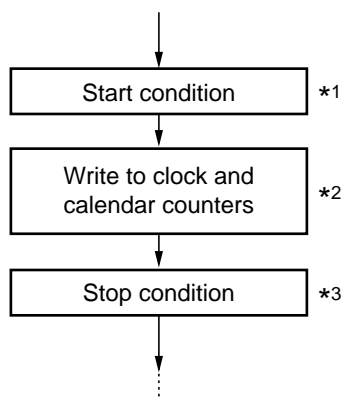 Start condition *1
Write to clock and
calendar counters *2
Stop condition *3